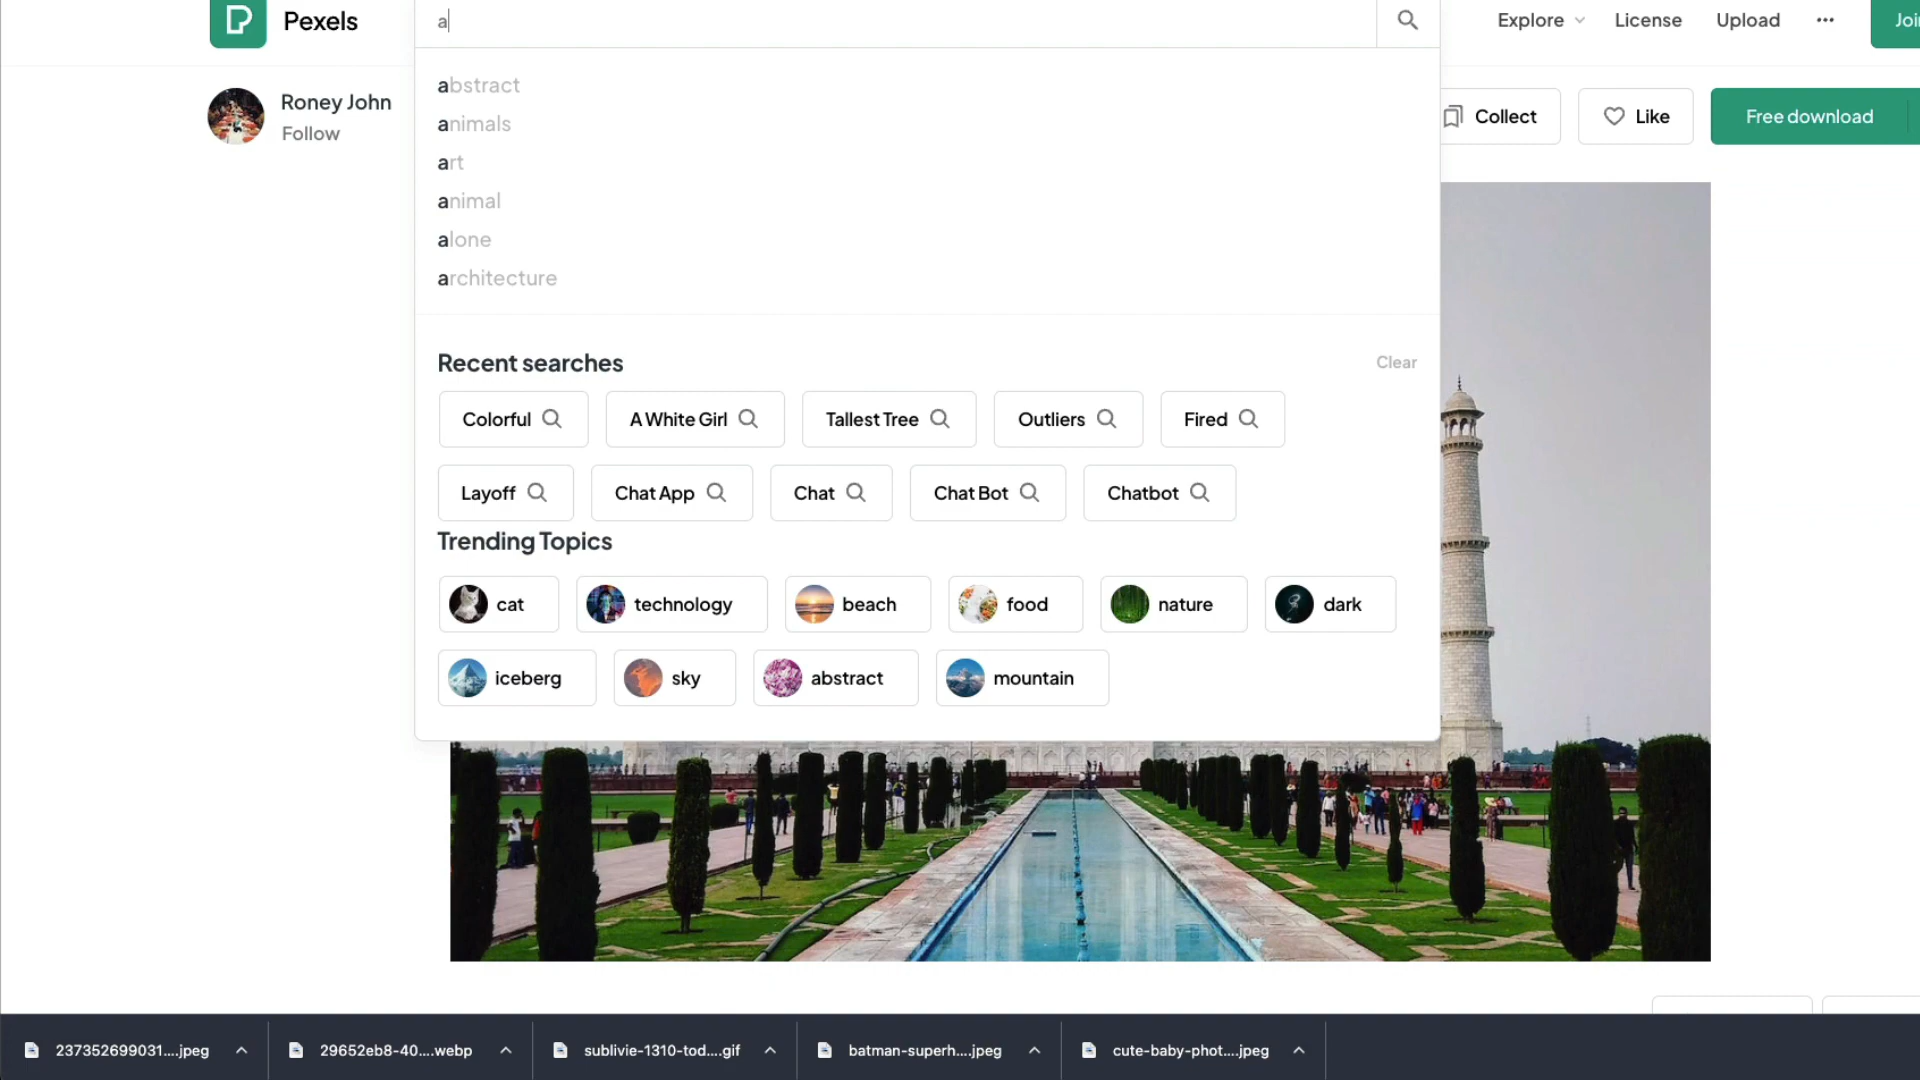 Pexels
a
Explore
License
Upload
Roney John
Follow
abstract
animals
art
animal
alone
architecture
Collect
Like
Free download
Recent searches
Clear
Colorful
A White Girl
Tallest Tree
Outliers
Fired
Layoff
Chat App
Chat
Chat Bot
Chatbot
Trending Topics
cat
technology
beach
food
nature
dark
iceberg
sky
abstract
mountain
237352699031....jpeg
29652eb8-40....webp
sublivie-1310-tod....gif
batman-superh....jpeg
cute-baby-phot....jpeg